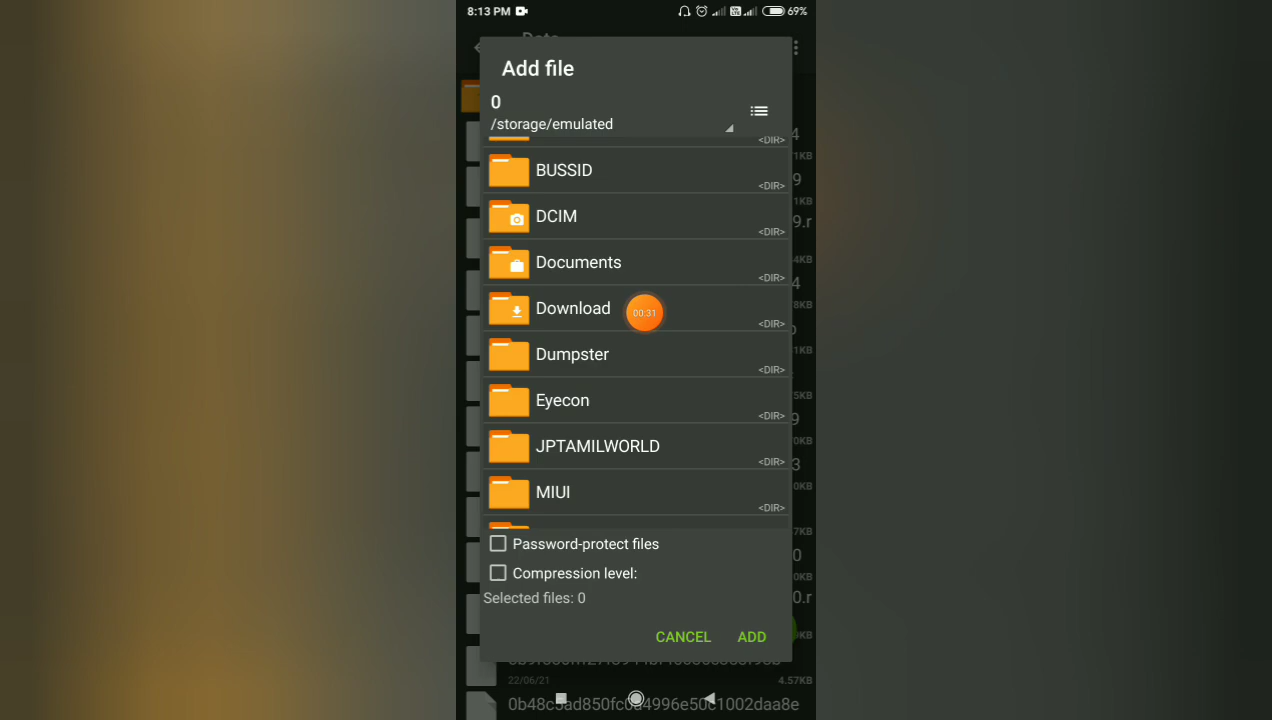 8:13 PM
69%
Data
Add file
0
/storage/emulated
<DIR>
BUSSID
<DIR>
DCIM
<DIR>
Documents
<DIR>
Download
00:31
<DIR>
Dumpster
<DIR>
Eyecon
<DIR>
JPTAMILWORLD
<DIR>
MIUI
<DIR>
Password-protect files
Compression level:
Selected files: 0
CANCEL ADD
22/06/21 4.57KB